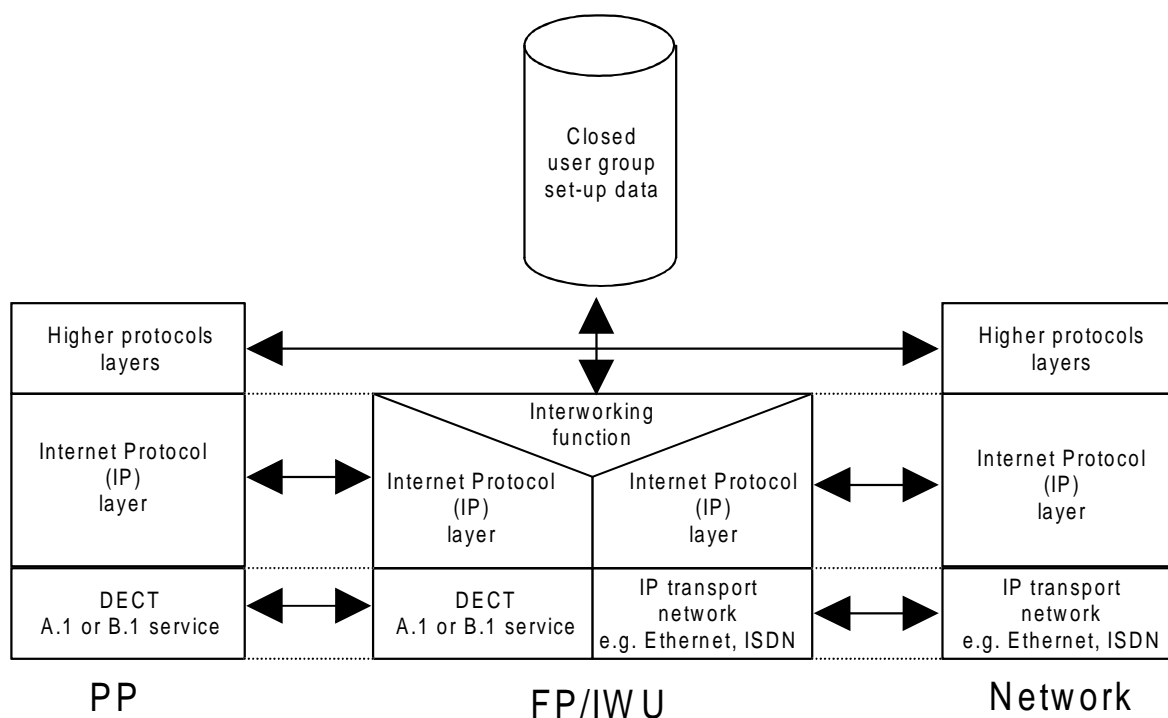 Closed
user group
set-up data
Higher protocols
layers
Higher protocols
layers
Interworking
function
Internet Protocol
(IP)
layer
Internet Protocol
(IP)
layer
Internet Protocol
(IP)
layer
Internet Protocol
(IP)
layer
DECT
A.1 or B.1 service
DECT
A.1 or B.1 service
IP transport
network
e.g. Ethernet, ISDN
IP transport
network
e.g. Ethernet, ISDN
PP
FP/IWU
Network